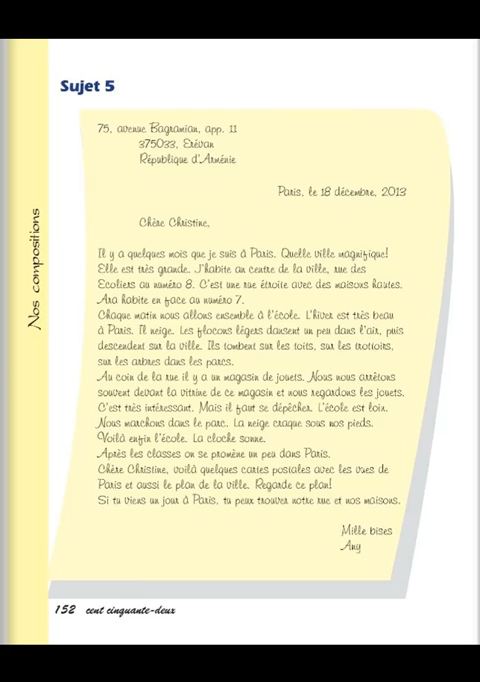 Sujet 5
75, avenue Bagramian, app. 11
375033, Erévan
République d'Arménie
Paris, le 18 décembre, 2013
Chère Christine,
Il y a quelques mois que je suis à Paris. Quelle ville magnifique!
Elle est très grande. J'habite an centre de la ville, rue des
Ecoliers au numéro 8. C'est une rue étroite avec des maisons hautes.
Ara habite en face au numéro 7.
Chaque matin nous allons ensemble à l'école. L'hiver est très beau
à Paris. Il neige. Les flocons légers dansent un peu dans l'air, puis
descendent sur la ville. Ils tombent sur les toits, sur les trottoirs,
sur les arbres dans les parcs.
Au coin de la rue il y a un magasin de jouets. Nous nous arrêtons
souvent devant la vitrine de ce magasin et nous regardons les jouets.
C'est très intéressant. Mais il faut se dépêcher. L'école est loin.
Nous marchons dans le parc. La neige craque sous nos pieds.
Voilà enfin l'école. La cloche sonne.
Après les classes on se promène un peu dans Paris.
Chère Christine, voilà quelques cartes postales avec les vues de
Paris et aussi le plan de la ville. Regarde ce plan!
Si tu viens un jour à Paris, tu peux trouver notre rue et nos maisons.
Mille bises
Any
Nos compositions
152 cent cinquante-deux